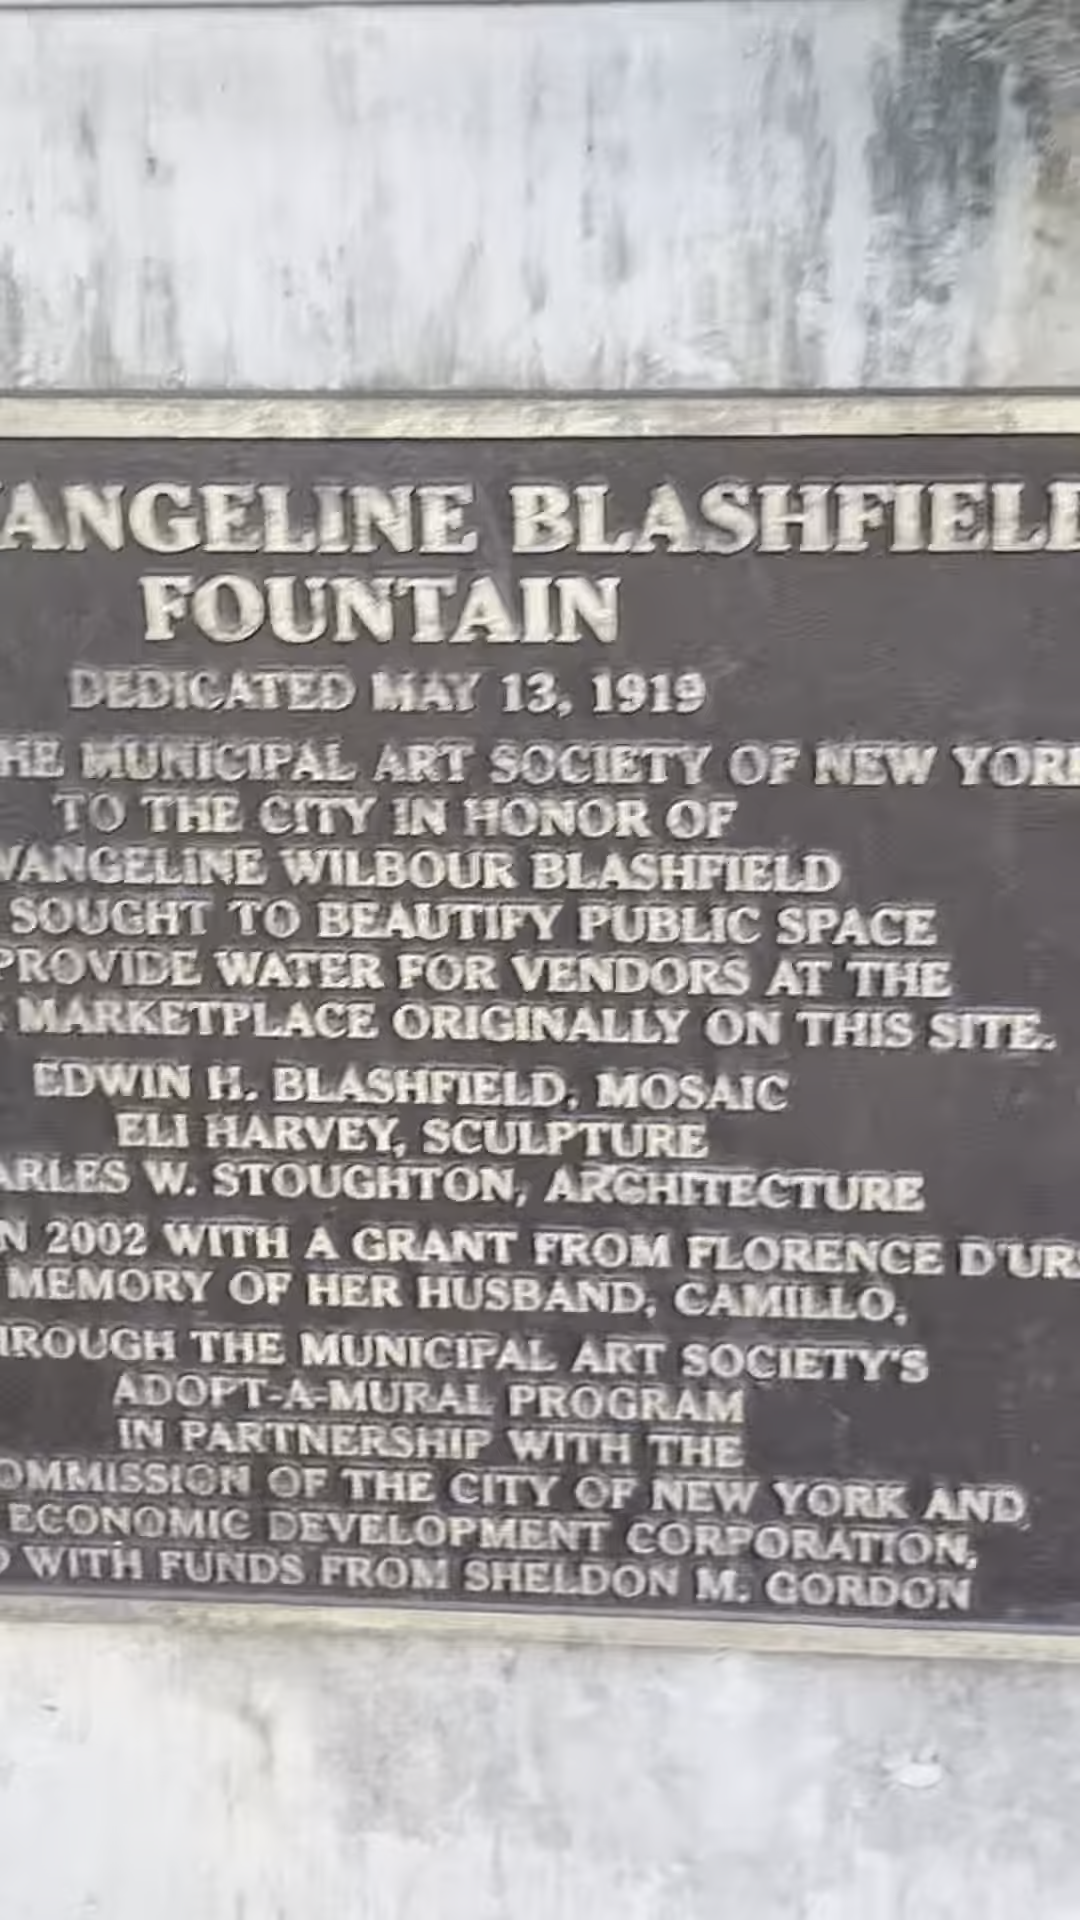 VANGELINE BLASHFIEL
FOUNTAIN
DEDICATED MAY 13, 1919
HE MUNICIPAL ART SOCIETY OF NEW YOR
TO THE CITY IN HONOR OF
VANGELINE WILBOUR BLASHFIELD
SOUGHT TO BEAUTIFY PUBLIC SPACE
PROVIDE WATER FOR VENDORS AT THE
MARKETPLACE ORIGINALLY ON THIS SITE.
EDWIN H. BLASHFIELD, MOSAIC
ELI HARVEY, SCULPTURE
ARLES W. STOUGHTON, ARCHITECTURE
N 2002 WITH A GRANT FROM FLORENCE D'URS
MEMORY OF HER HUSBAND, CAMILLO,
HROUGH THE MUNICIPAL ART SOCIETY'S
ADOPT-A-MURAL PROGRAM
IN PARTNERSHIP WITH THE
OMMISSION OF THE CITY OF NEW YORK AND
ECONOMIC DEVELOPMENT CORPORATION,
D WITH FUNDS FROM SHELDON M. GORDON